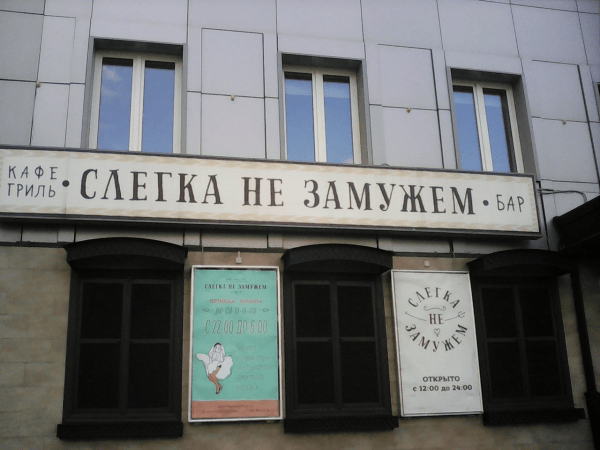 КАФЕ
ГРИЛЬ
• СЛЕГКА НЕ ЗАМУЖЕМ •
БАР
СЛЕГКА НЕ ЗАМУЖЕМ
С 22:00 ДО 6:00
СЛЕГКА
НЕ
ЗАМУЖЕМ
ОТКРЫТО
с 12:00 до 24:00